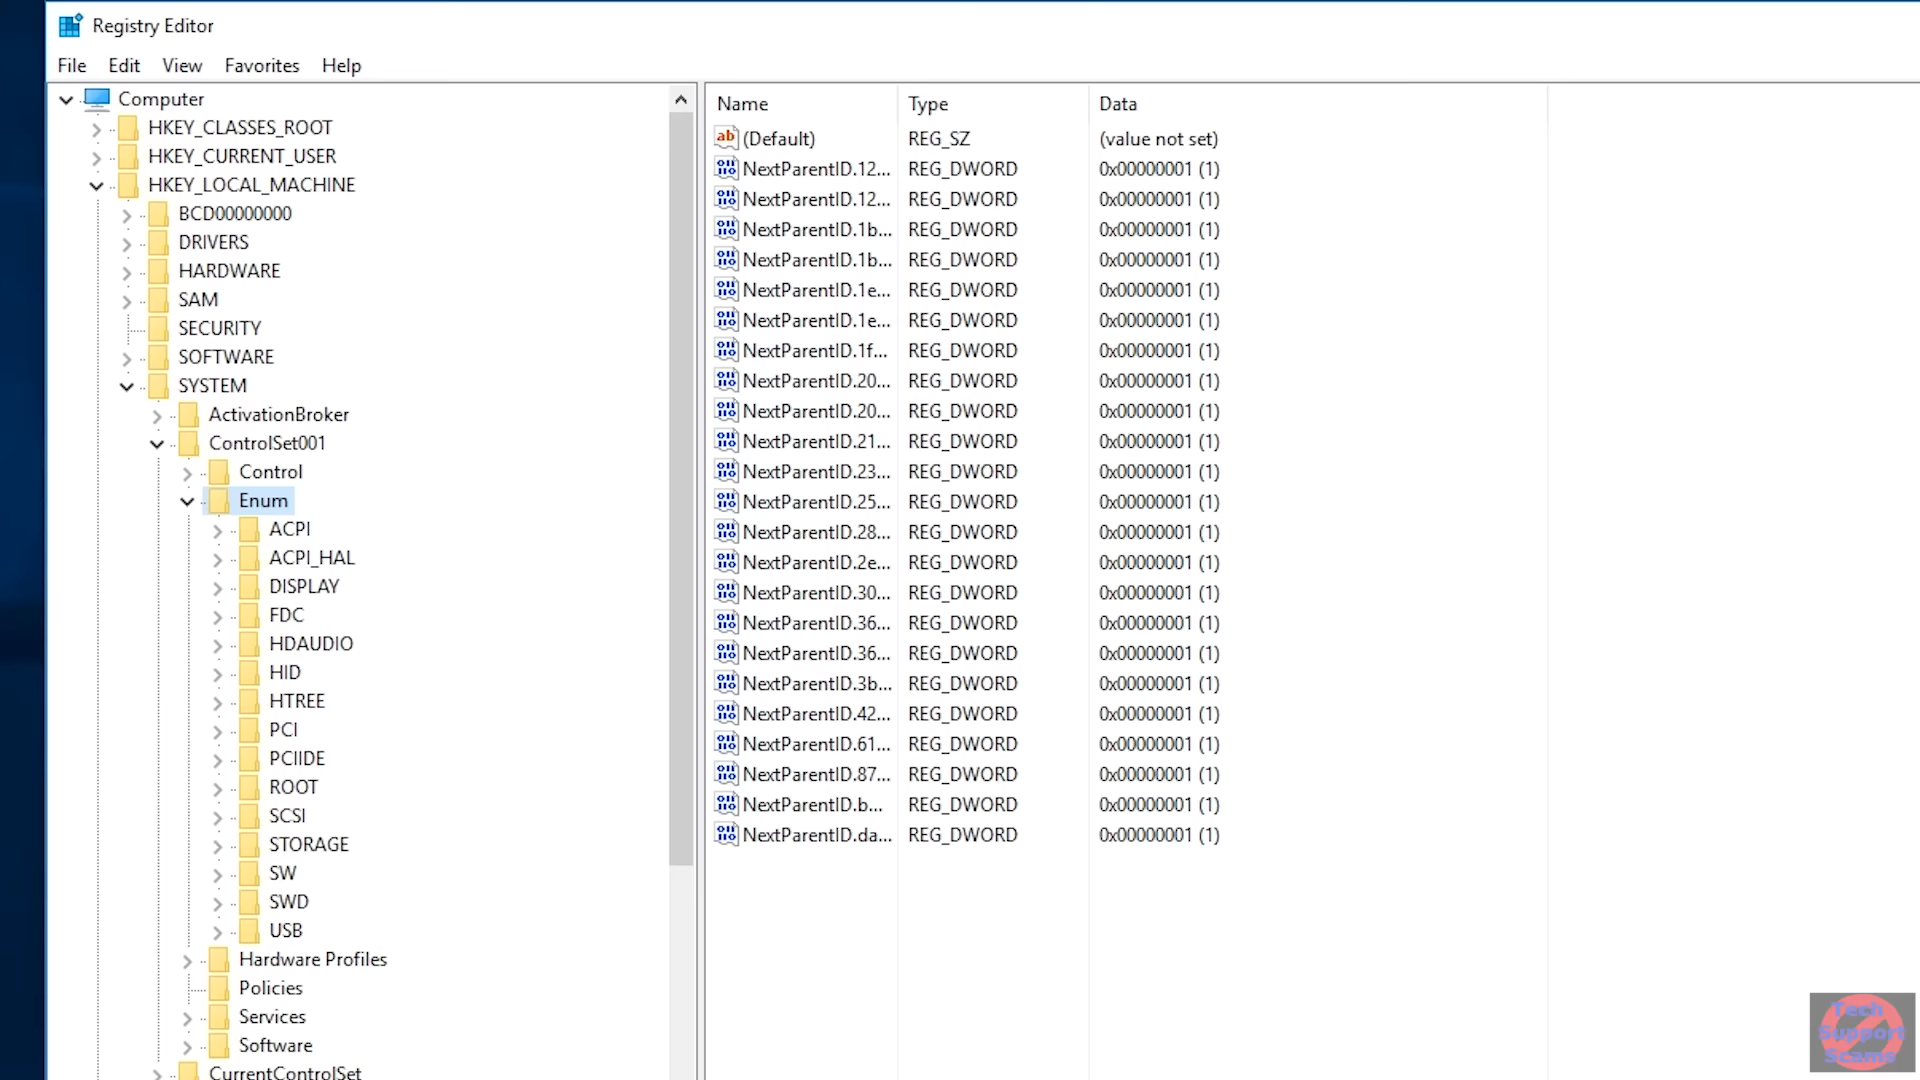 Registry Editor
File Edit View Favorites Help
Computer
HKEY_CLASSES_ROOT
HKEY_CURRENT_USER
HKEY_LOCAL_MACHINE
BCD00000000
DRIVERS
HARDWARE
SAM
SECURITY
SOFTWARE
SYSTEM
ActivationBroker
ControlSet001
Control
Enum
ACPI
ACPI_HAL
DISPLAY
FDC
HDAUDIO
HID
HTREE
PCI
PCIIDE
ROOT
SCSI
STORAGE
SW
SWD
USB
Hardware Profiles
Policies
Services
Software
CurrentControlSet
Name Type Data
(Default) REG_SZ (value not set)
NextParentID.12... REG_DWORD 0x00000001 (1)
NextParentID.12... REG_DWORD 0x00000001 (1)
NextParentID.1b... REG_DWORD 0x00000001 (1)
NextParentID.1b... REG_DWORD 0x00000001 (1)
NextParentID.1e... REG_DWORD 0x00000001 (1)
NextParentID.1e... REG_DWORD 0x00000001 (1)
NextParentID.1f... REG_DWORD 0x00000001 (1)
NextParentID.20... REG_DWORD 0x00000001 (1)
NextParentID.20... REG_DWORD 0x00000001 (1)
NextParentID.21... REG_DWORD 0x00000001 (1)
NextParentID.23... REG_DWORD 0x00000001 (1)
NextParentID.25... REG_DWORD 0x00000001 (1)
NextParentID.28... REG_DWORD 0x00000001 (1)
NextParentID.2e... REG_DWORD 0x00000001 (1)
NextParentID.30... REG_DWORD 0x00000001 (1)
NextParentID.36... REG_DWORD 0x00000001 (1)
NextParentID.36... REG_DWORD 0x00000001 (1)
NextParentID.3b... REG_DWORD 0x00000001 (1)
NextParentID.42... REG_DWORD 0x00000001 (1)
NextParentID.61... REG_DWORD 0x00000001 (1)
NextParentID.87... REG_DWORD 0x00000001 (1)
NextParentID.b... REG_DWORD 0x00000001 (1)
NextParentID.da... REG_DWORD 0x00000001 (1)
Tech
Support
Scams